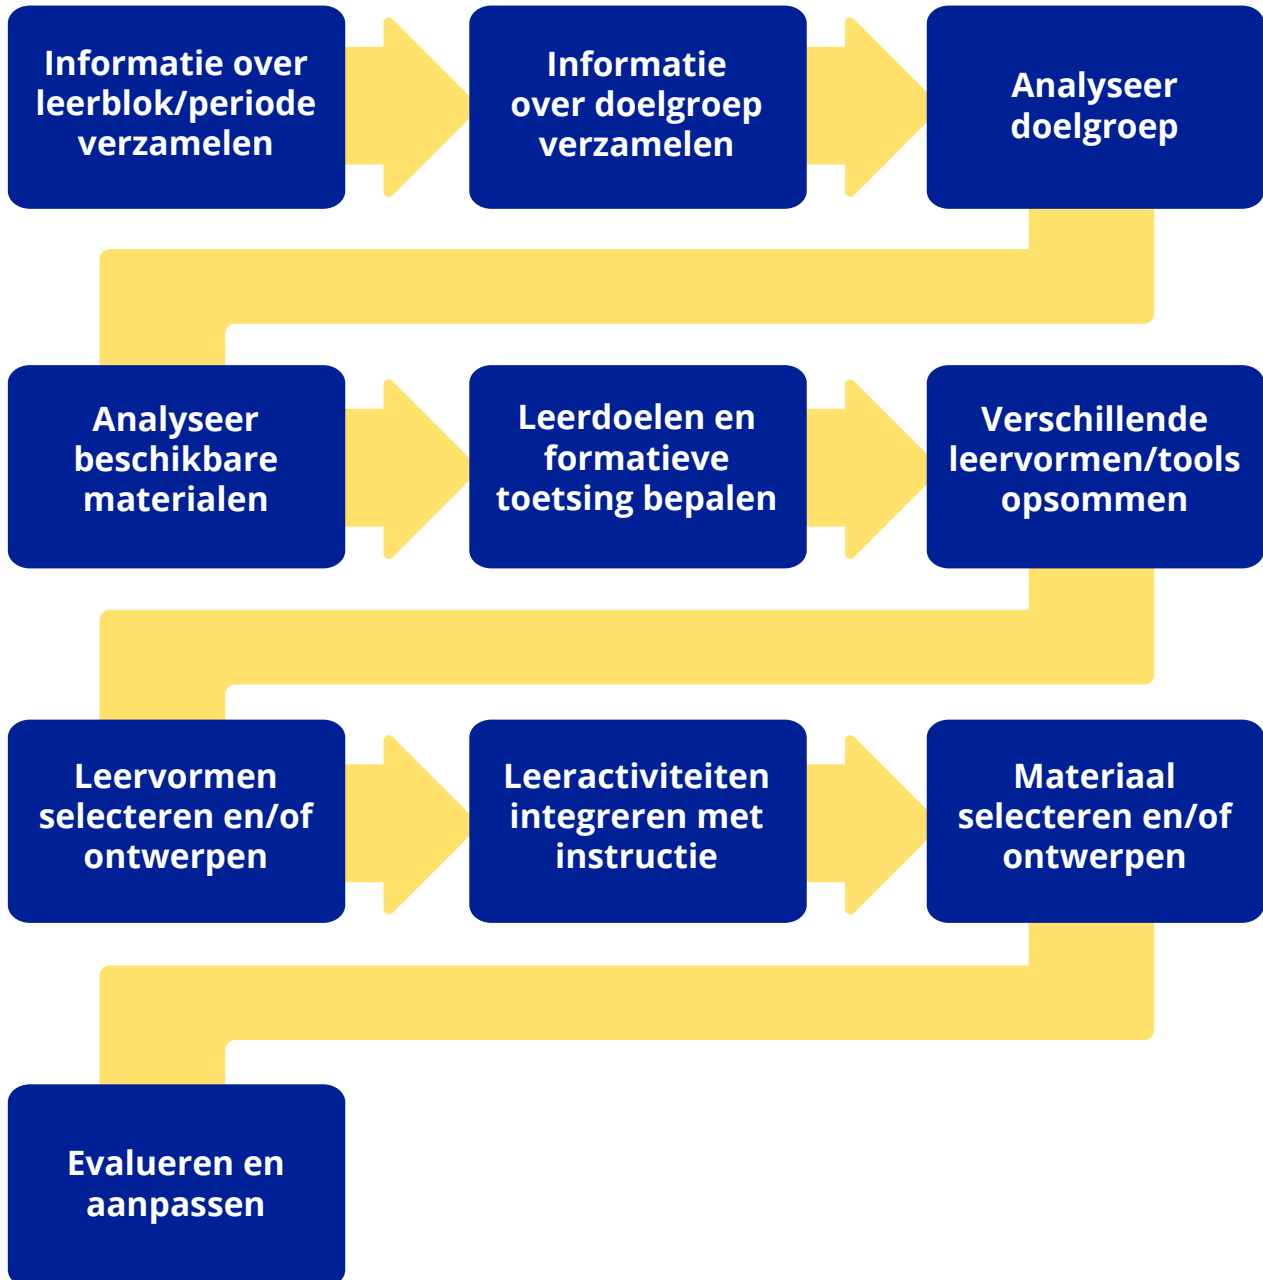 Informatie over
leerblok/periode
verzamelen
Informatie
over doelgroep
verzamelen
Analyseer
doelgroep
Analyseer
beschikbare
materialen
Leerdoelen en
formatieve
toetsing bepalen
Verschillende
leervormen/tools
opsommen
Leervormen
selecteren en/of
ontwerpen
Leeractiviteiten
integreren met
instructie
Materiaal
selecteren en/of
ontwerpen
Evalueren en
aanpassen